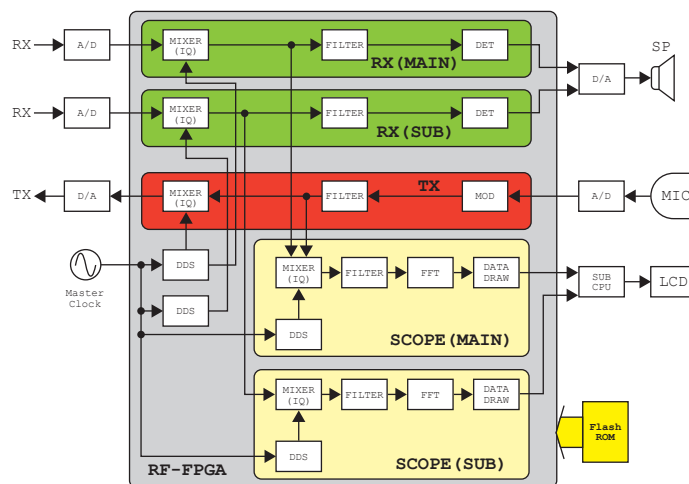 RX
A/D
MIXER
(IQ)
FILTER
DET
RX(MAIN)
SP
D/A
RX
A/D
MIXER
(IQ)
FILTER
DET
RX(SUB)
TX
D/A
MIXER
(IQ)
FILTER
TX
MOD
A/D
MIC
Master
Clock
DDS
DDS
MIXER
(IQ)
FILTER
FFT
DATA
DRAW
SUB
CPU
LCD
DDS
SCOPE(MAIN)
MIXER
(IQ)
FILTER
FFT
DATA
DRAW
DDS
SCOPE(SUB)
RF-FPGA
Flash
ROM